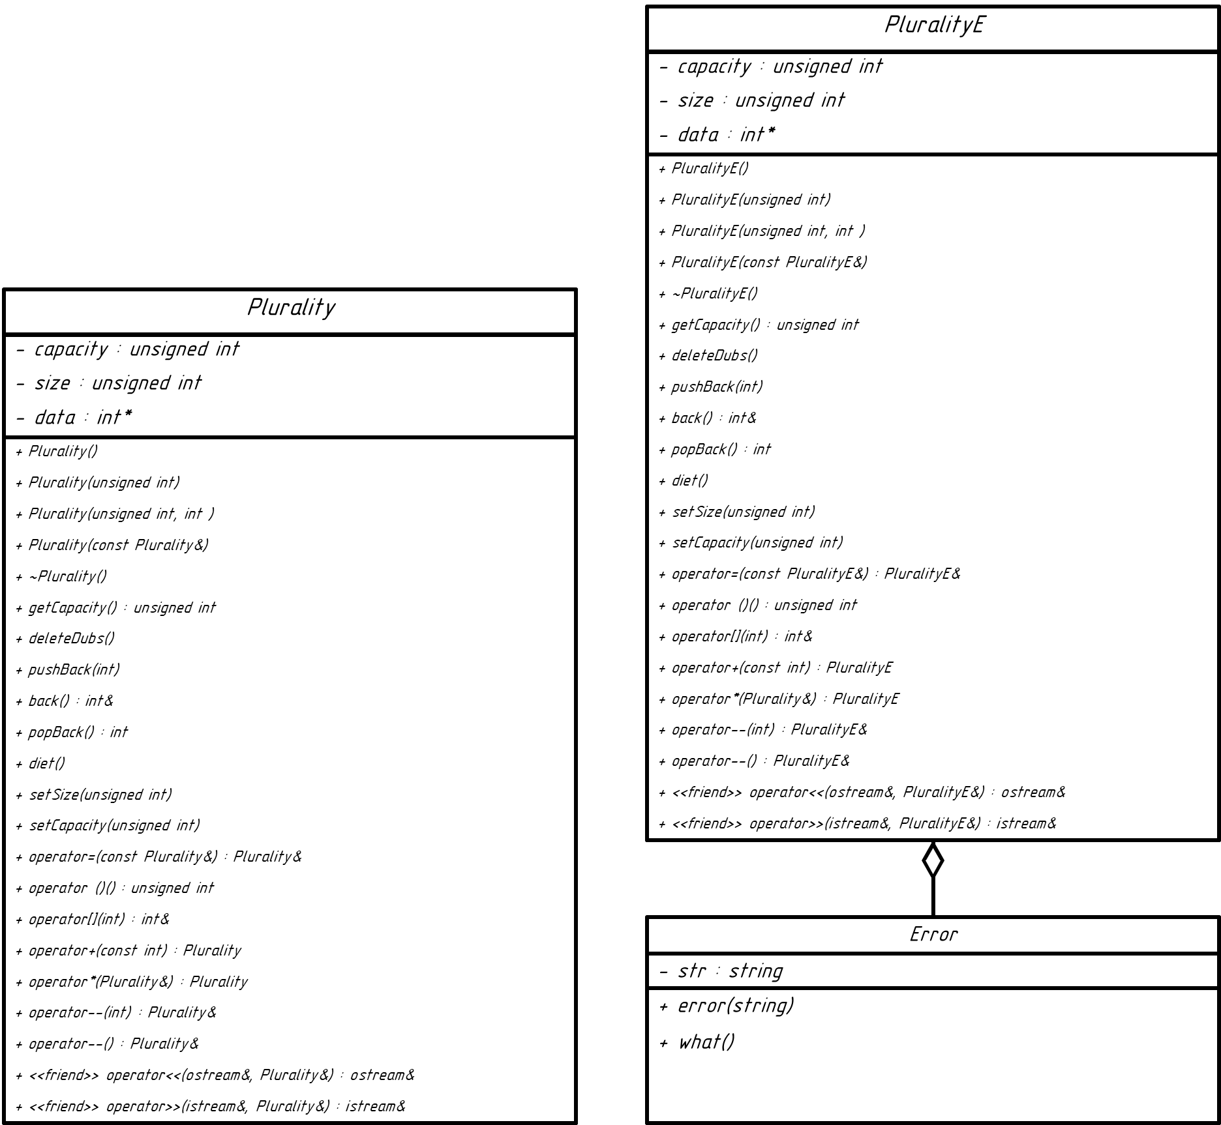 Plurality
- capacity : unsigned int
- size : unsigned int
- data : int*
+ Plurality()
+ Plurality(unsigned int)
+ Plurality(unsigned int, int )
+ Plurality(const Plurality&)
+ ~Plurality()
+ getCapacity() : unsigned int
+ deleteDubs()
+ pushBack(int)
+ back() : int&
+ popBack() : int
+ diet()
+ setSize(unsigned int)
+ setCapacity(unsigned int)
+ operator=(const Plurality&) : Plurality&
+ operator ()() : unsigned int
+ operator[](int) : int&
+ operator+(const int) : Plurality
+ operator*(Plurality&) : Plurality
+ operator--(int) : Plurality&
+ operator--() : Plurality&
+ <<friend>> operator<<(ostream&, Plurality&) : ostream&
+ <<friend>> operator>>(istream&, Plurality&) : istream&
PluralityE
- capacity : unsigned int
- size : unsigned int
- data : int*
+ PluralityE()
+ PluralityE(unsigned int)
+ PluralityE(unsigned int, int )
+ PluralityE(const PluralityE&)
+ ~PluralityE()
+ getCapacity() : unsigned int
+ deleteDubs()
+ pushBack(int)
+ back() : int&
+ popBack() : int
+ diet()
+ setSize(unsigned int)
+ setCapacity(unsigned int)
+ operator=(const PluralityE&) : PluralityE&
+ operator ()() : unsigned int
+ operator[](int) : int&
+ operator+(const int) : PluralityE
+ operator*(Plurality&) : PluralityE
+ operator--(int) : PluralityE&
+ operator--() : PluralityE&
+ <<friend>> operator<<(ostream&, PluralityE&) : ostream&
+ <<friend>> operator>>(istream&, PluralityE&) : istream&
Error
- str : string
+ error(string)
+ what()